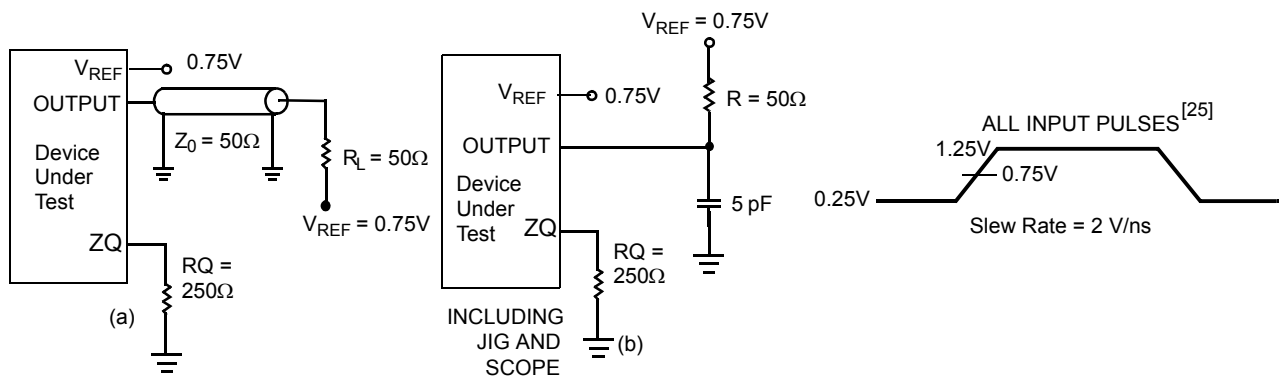 V_REF 0.75V
OUTPUT
Z_0 = 50Ω
Device
Under
Test
R_L = 50Ω
V_REF = 0.75V
ZQ
RQ =
250Ω
(a)
V_REF = 0.75V
R = 50Ω
V_REF 0.75V
OUTPUT
Device
Under
Test
5 pF
ZQ
RQ =
250Ω
INCLUDING
JIG AND
SCOPE
(b)
ALL INPUT PULSES[25]
1.25V
0.75V
0.25V
Slew Rate = 2 V/ns